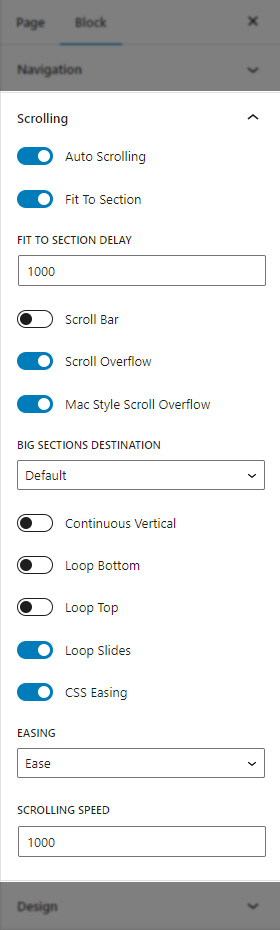 Page Block
Navigation
Scrolling
Auto Scrolling
Fit To Section
FIT TO SECTION DELAY
1000
Scroll Bar
Scroll Overflow
Mac Style Scroll Overflow
BIG SECTIONS DESTINATION
Default
Continuous Vertical
Loop Bottom
Loop Top
Loop Slides
CSS Easing
EASING
Ease
SCROLLING SPEED
1000
Design